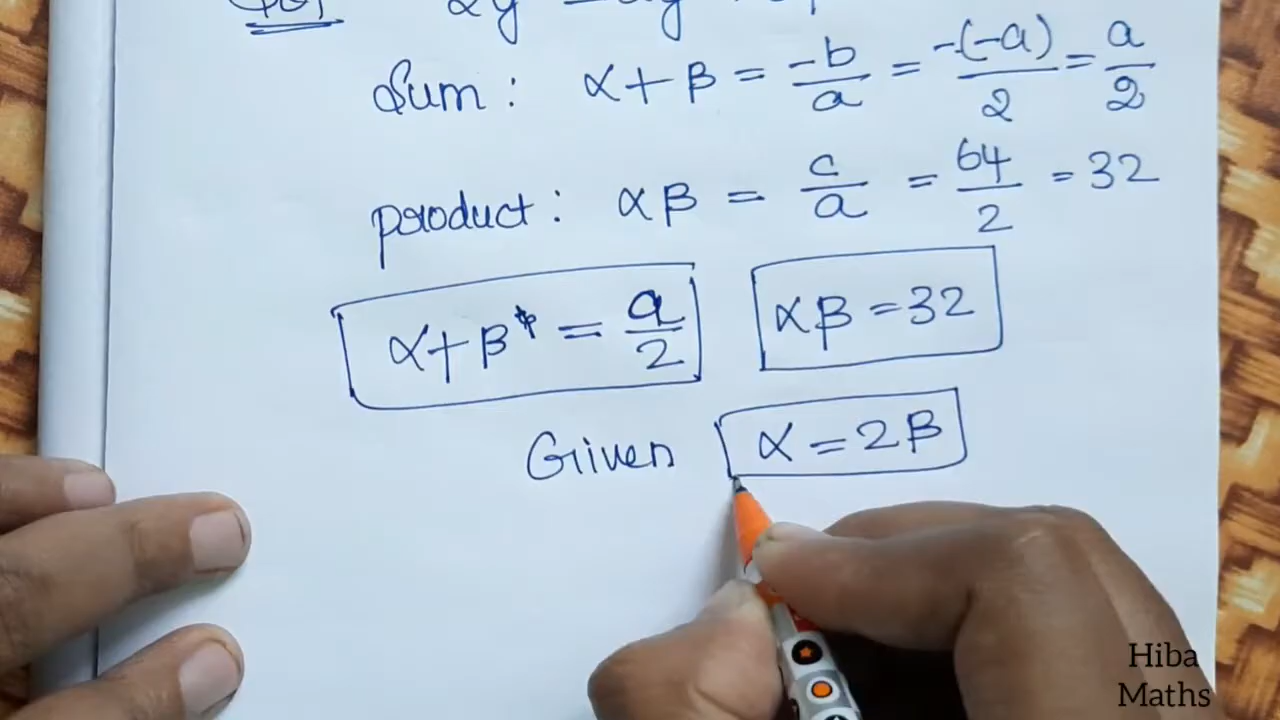 Sum: α+β = -b/a = -(-a)/2 = a/2
product: αβ = c/a = 64/2 = 32
α+β = a/2 αβ = 32
Given α = 2β
Hiba
Maths